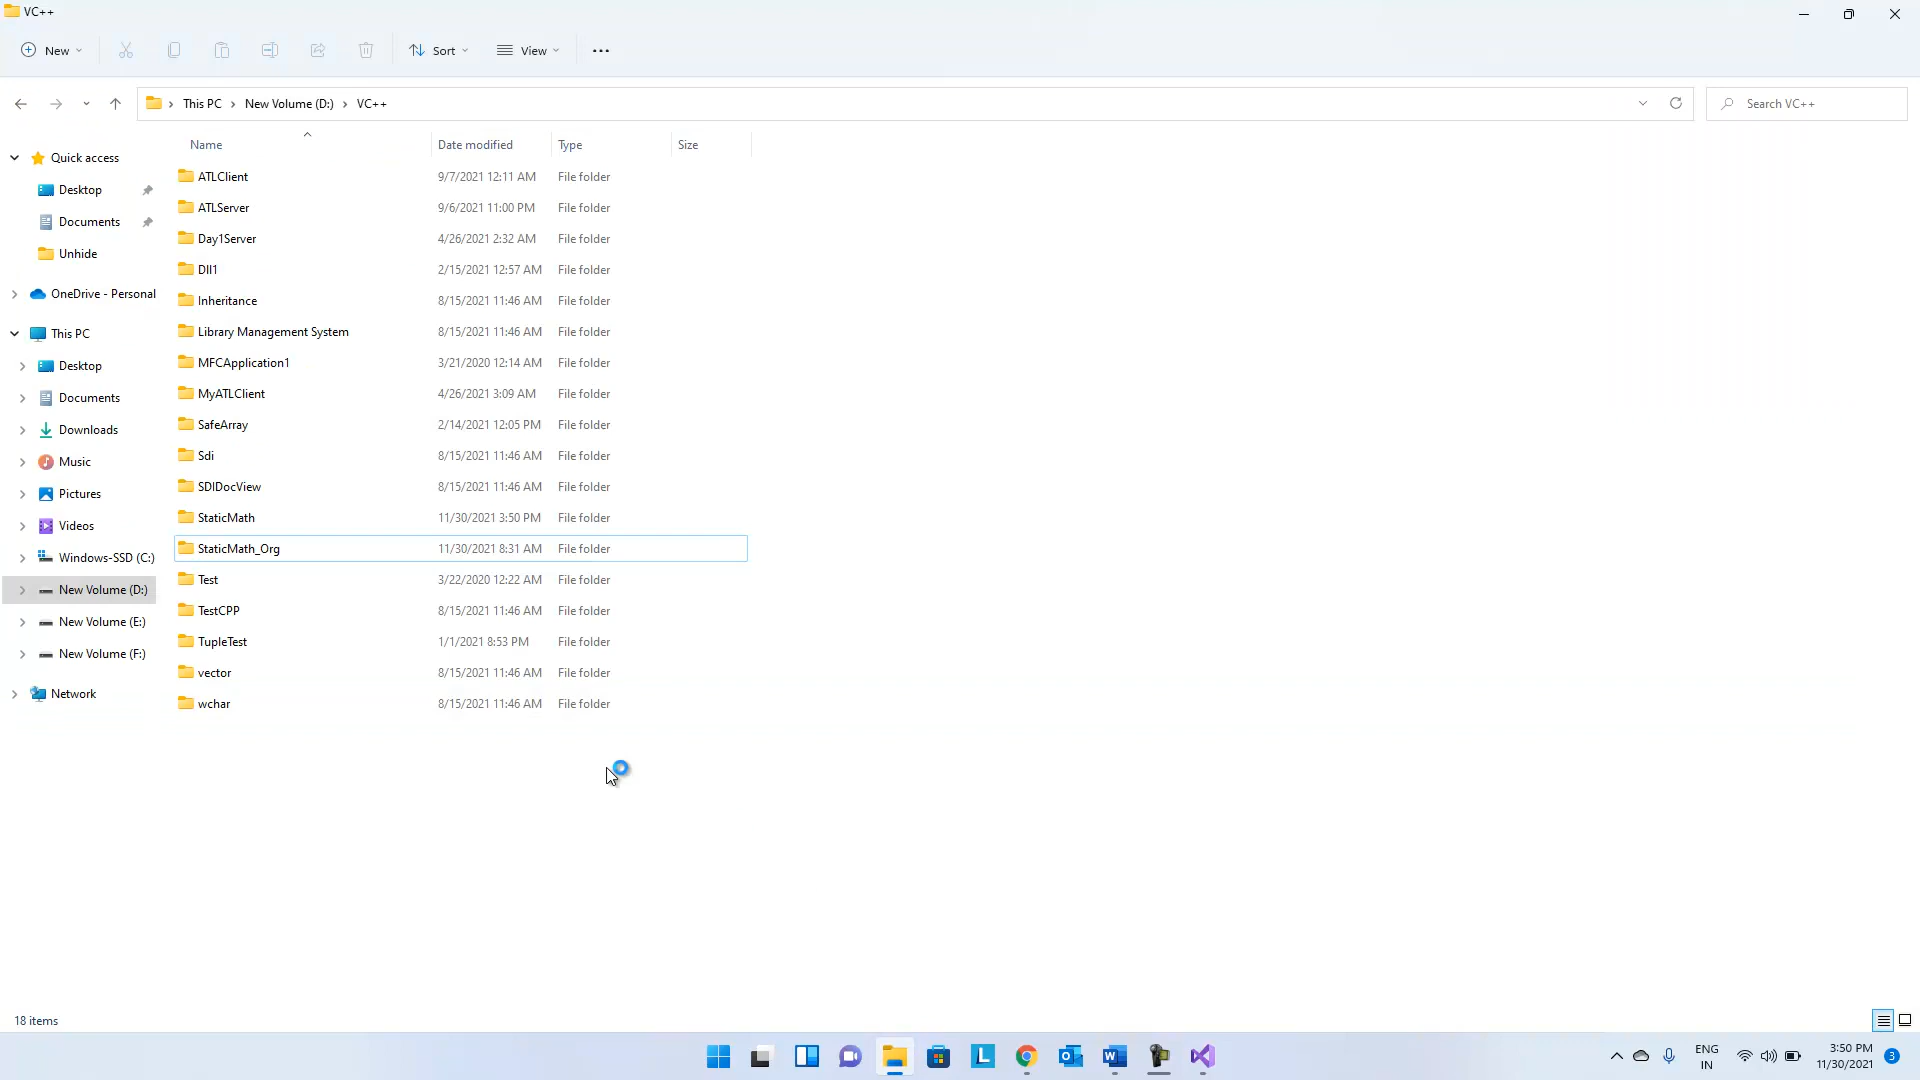 VC++
New
Sort
View
This PC
New Volume (D:)
VC++
Search VC++
Quick access
Desktop
Documents
Unhide
OneDrive - Personal
This PC
Desktop
Documents
Downloads
Music
Pictures
Videos
Windows-SSD (C:)
New Volume (D:)
New Volume (E:)
New Volume (F:)
Network
Name Date modified Type Size
ATLClient 9/7/2021 12:11 AM File folder
ATLServer 9/6/2021 11:00 PM File folder
Day1Server 4/26/2021 2:32 AM File folder
Dll1 2/15/2021 12:57 AM File folder
Inheritance 8/15/2021 11:46 AM File folder
Library Management System 8/15/2021 11:46 AM File folder
MFCApplication1 3/21/2020 12:14 AM File folder
MyATLClient 4/26/2021 3:09 AM File folder
SafeArray 2/14/2021 12:05 PM File folder
Sdi 8/15/2021 11:46 AM File folder
SDIDocView 8/15/2021 11:46 AM File folder
StaticMath 11/30/2021 3:50 PM File folder
StaticMath_Org 11/30/2021 8:31 AM File folder
Test 3/22/2020 12:22 AM File folder
TestCPP 8/15/2021 11:46 AM File folder
TupleTest 1/1/2021 8:53 PM File folder
vector 8/15/2021 11:46 AM File folder
wchar 8/15/2021 11:46 AM File folder
18 items
L
W
ENG
IN
3:50 PM
11/30/2021
3